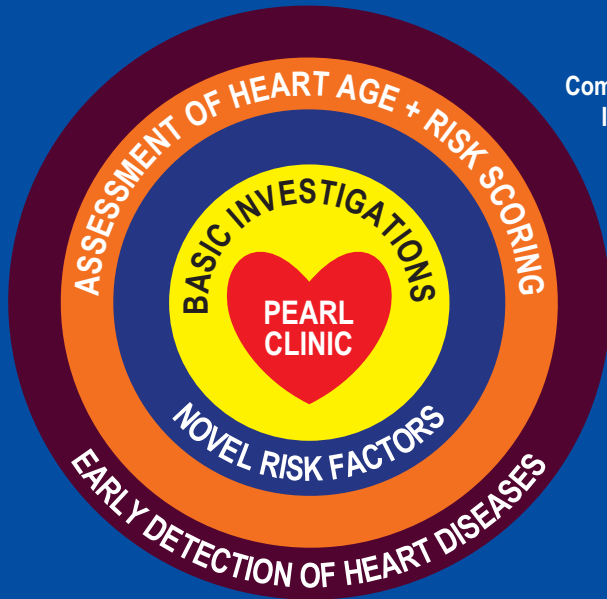 ASSESSMENT OF HEART AGE + RISK SCORING
BASIC INVESTIGATIONS
PEARL
CLINIC
NOVEL RISK FACTORS
EARLY DETECTION OF HEART DISEASES